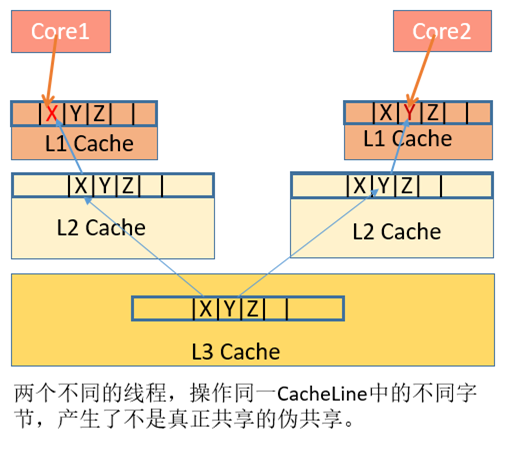 Core1 Core2
|X|Y|Z| | |X|Y|Z| |
L1 Cache L1 Cache
|X|Y|Z| | |X|Y|Z| |
L2 Cache L2 Cache
|X|Y|Z| |
L3 Cache
两个不同的线程，操作同一CacheLine中的不同字
节，产生了不是真正共享的伪共享。